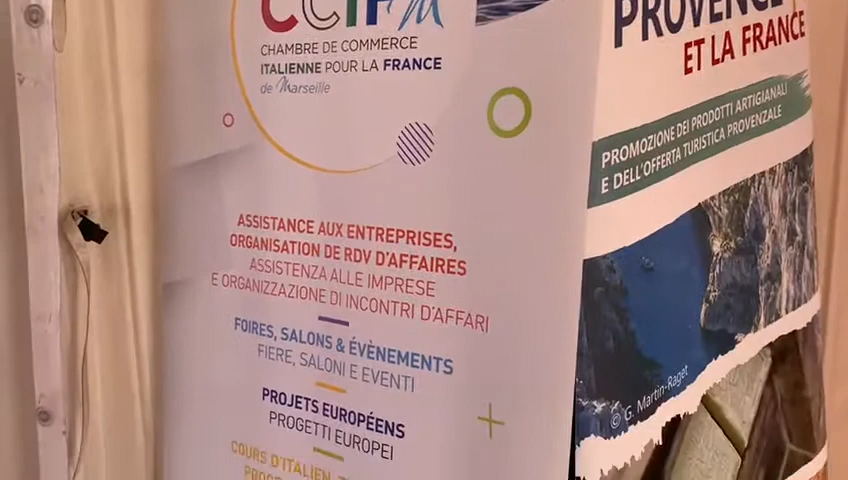 CCIFM
CHAMBRE DE COMMERCE
ITALIENNE POUR LA FRANCE
de Marseille
ASSISTANCE AUX ENTREPRISES,
ORGANISATION DE RDV D'AFFAIRES
ASSISTENZA ALLE IMPRESE
E ORGANIZZAZIONE DI INCONTRI D'AFFARI
FOIRES, SALONS & ÉVÈNEMENTS
FIERE, SALONI E EVENTI
PROJETS EUROPÉENS
PROGETTI EUROPEI
COURS D'ITALIEN
PROVENCE
ET LA FRANCE
PROMOZIONE DEI PRODOTTI ARTIGIANALI
E DELL'OFFERTA TURISTICA PROVENZALE
© G. Martin-Raget